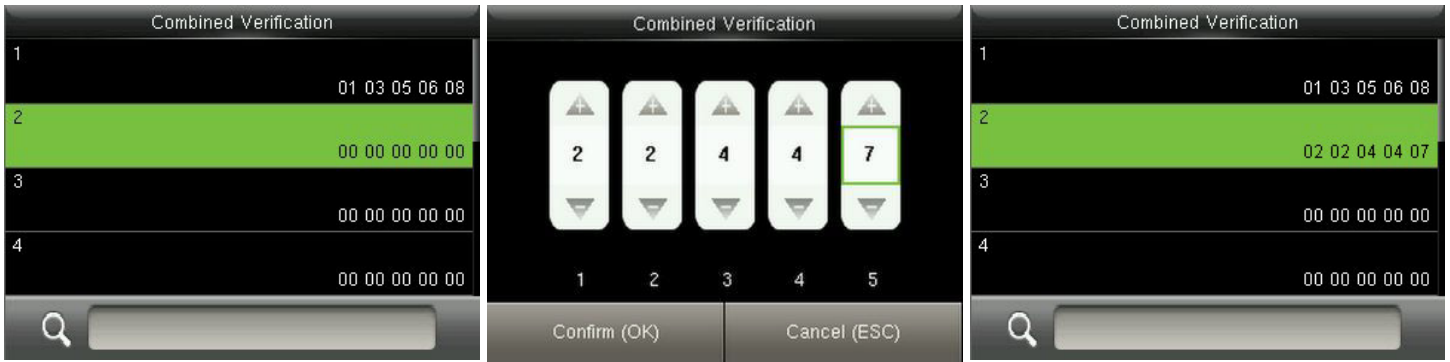 Combined Verification
1
01 03 05 06 08
2
00 00 00 00 00
3
00 00 00 00 00
4
00 00 00 00 00
Combined Verification
2 2 4 4 7
1 2 3 4 5
Confirm (OK) Cancel (ESC)
Combined Verification
1
01 03 05 06 08
2
02 02 04 04 07
3
00 00 00 00 00
4
00 00 00 00 00